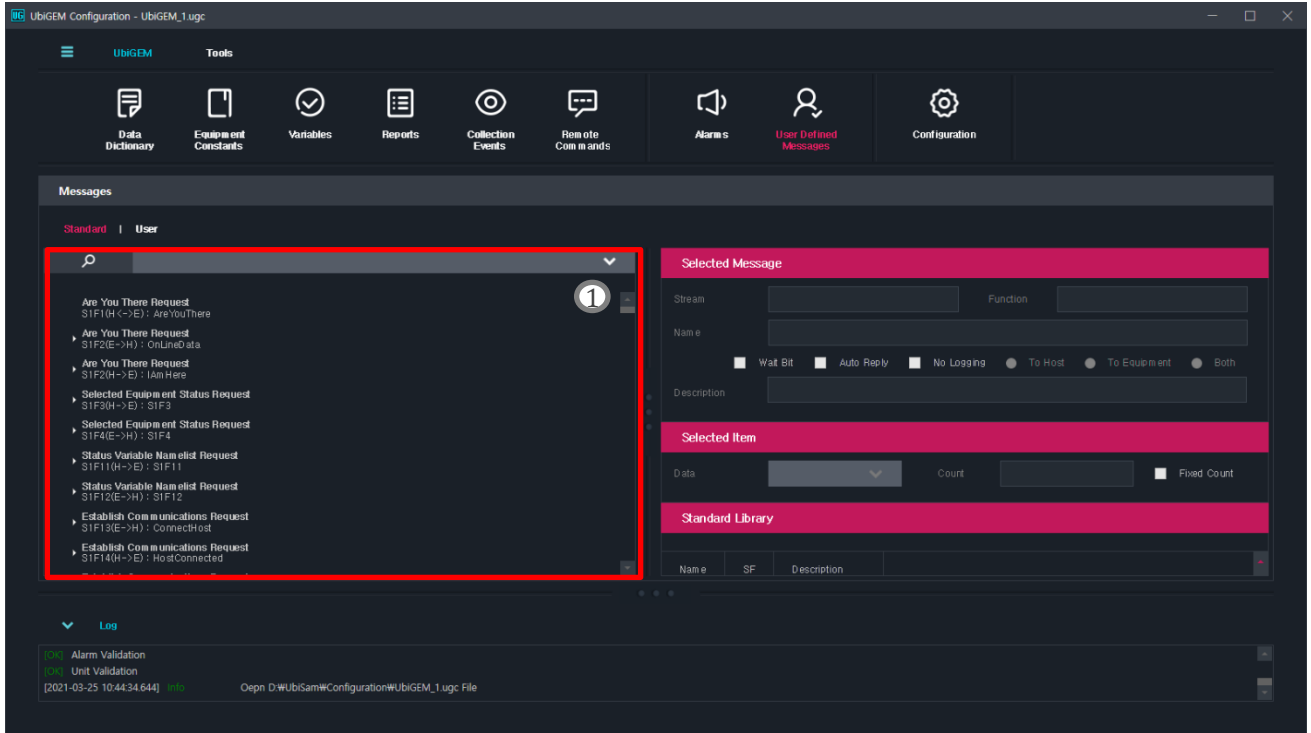 UG UbiGEM Configuration - UbiGEM_1.ugc
UbiGEM Tools
Data Dictionary
Equipment Constants
Variables
Reports
Collection Events
Remote Commands
Alarms
User Defined Messages
Configuration
Messages
Standard | User
①
Are You There Request
S1F1(H<->E) : AreYouThere
Are You There Request
S1F2(E->H) : OnLineData
Are You There Request
S1F2(H->E) : IAmHere
Selected Equipment Status Request
S1F3(H->E) : S1F3
Selected Equipment Status Request
S1F4(E->H) : S1F4
Status Variable Namelist Request
S1F11(H->E) : S1F11
Status Variable Namelist Request
S1F12(E->H) : S1F12
Establish Communications Request
S1F13(E->H) : ConnectHost
Establish Communications Request
S1F14(H->E) : HostConnected
Selected Message
Stream Function
Name
Wait Bit Auto Reply No Logging To Host To Equipment Both
Description
Selected Item
Data Count Fixed Count
Standard Library
Name SF Description
Log
[OK] Alarm Validation
[OK] Unit Validation
[2021-03-25 10:44:34.644] Info Oepn D:₩UbiSam₩Configuration₩UbiGEM_1.ugc File